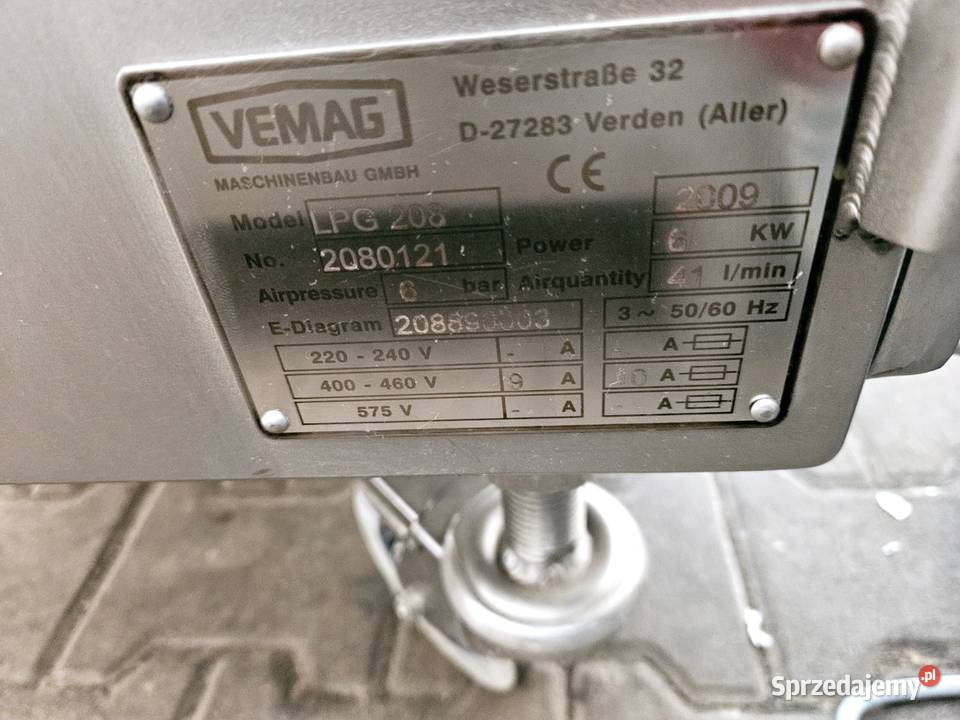 VEMAG
MASCHINENBAU GMBH
Weserstraße 32
D-27283 Verden (Aller)
CE
2009
Model LPG 208
No. 2080121 Power 6 KW
Airpressure 6 bar Airquantity 41 l/min
E-Diagram 208890003 3~ 50/60 Hz
220 - 240 V - A A
400 - 460 V 9 A A
575 V - A - A
Sprzedajemy.pl